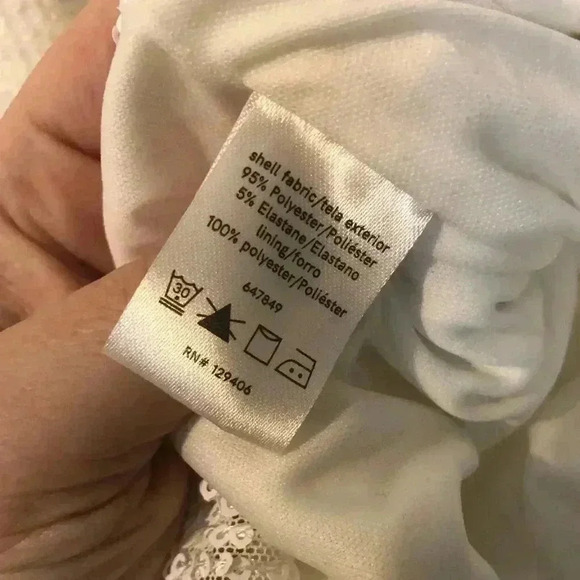 shell fabric/tela exterior
95% Polyester/Poliéster
5% Elastane/Elastano
lining/forro
100% polyester/Poliéster
647849
30
RN# 129406